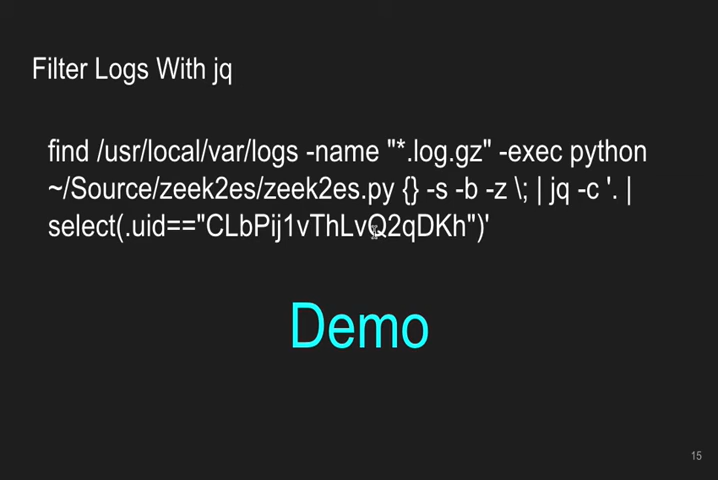 Filter Logs With jq
find /usr/local/var/logs -name "*.log.gz" -exec python
~/Source/zeek2es/zeek2es.py {} -s -b -z \; | jq -c '. |
select(.uid=="CLbPij1vThLvQ2qDKh")'
Demo
15